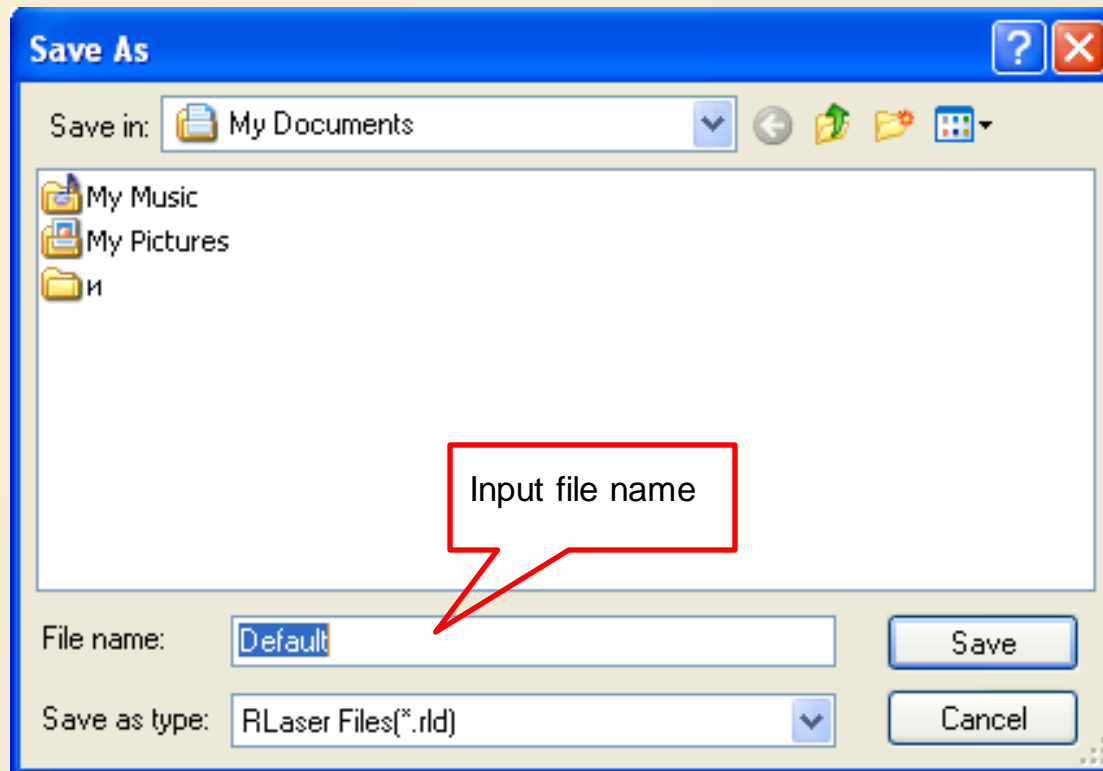 Save As
Save in: My Documents
My Music
My Pictures
и
Input file name
File name: Default Save
Save as type: RLaser Files(*.rld) Cancel